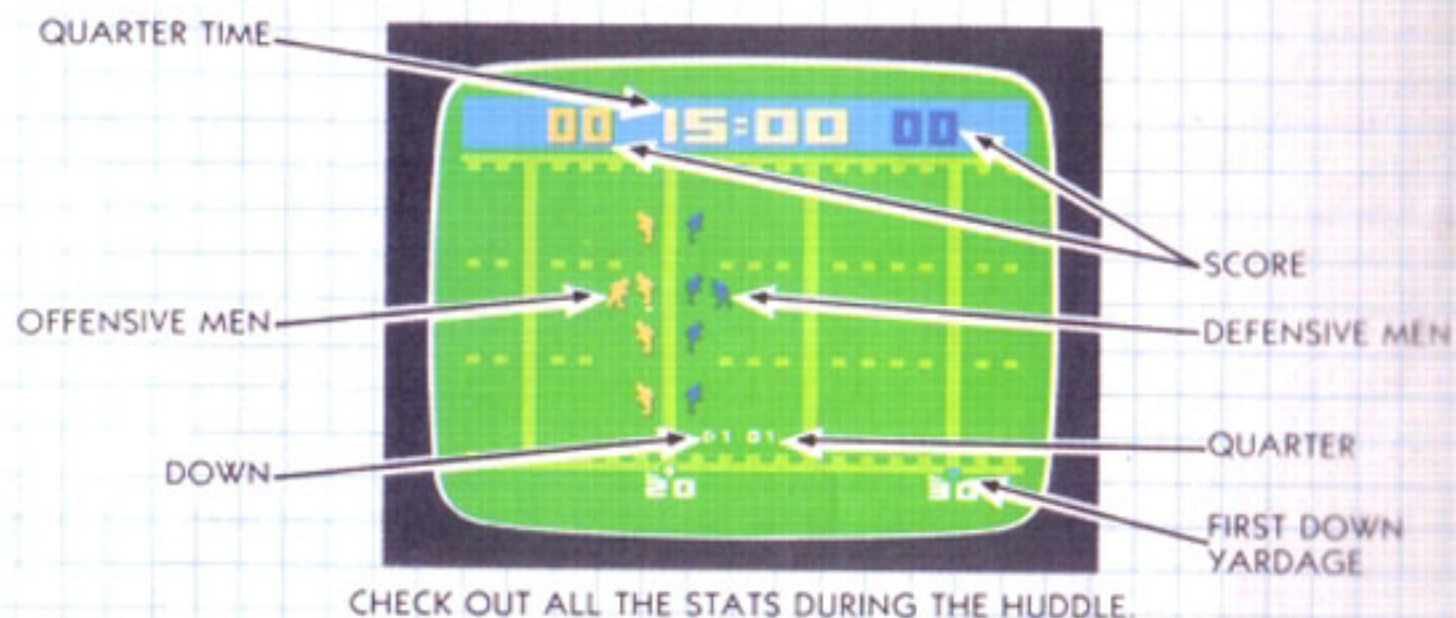 QUARTER TIME
00 15:00 00
SCORE
OFFENSIVE MEN
DEFENSIVE MEN
01 01
QUARTER
DOWN
20 30
FIRST DOWN
YARDAGE
CHECK OUT ALL THE STATS DURING THE HUDDLE.